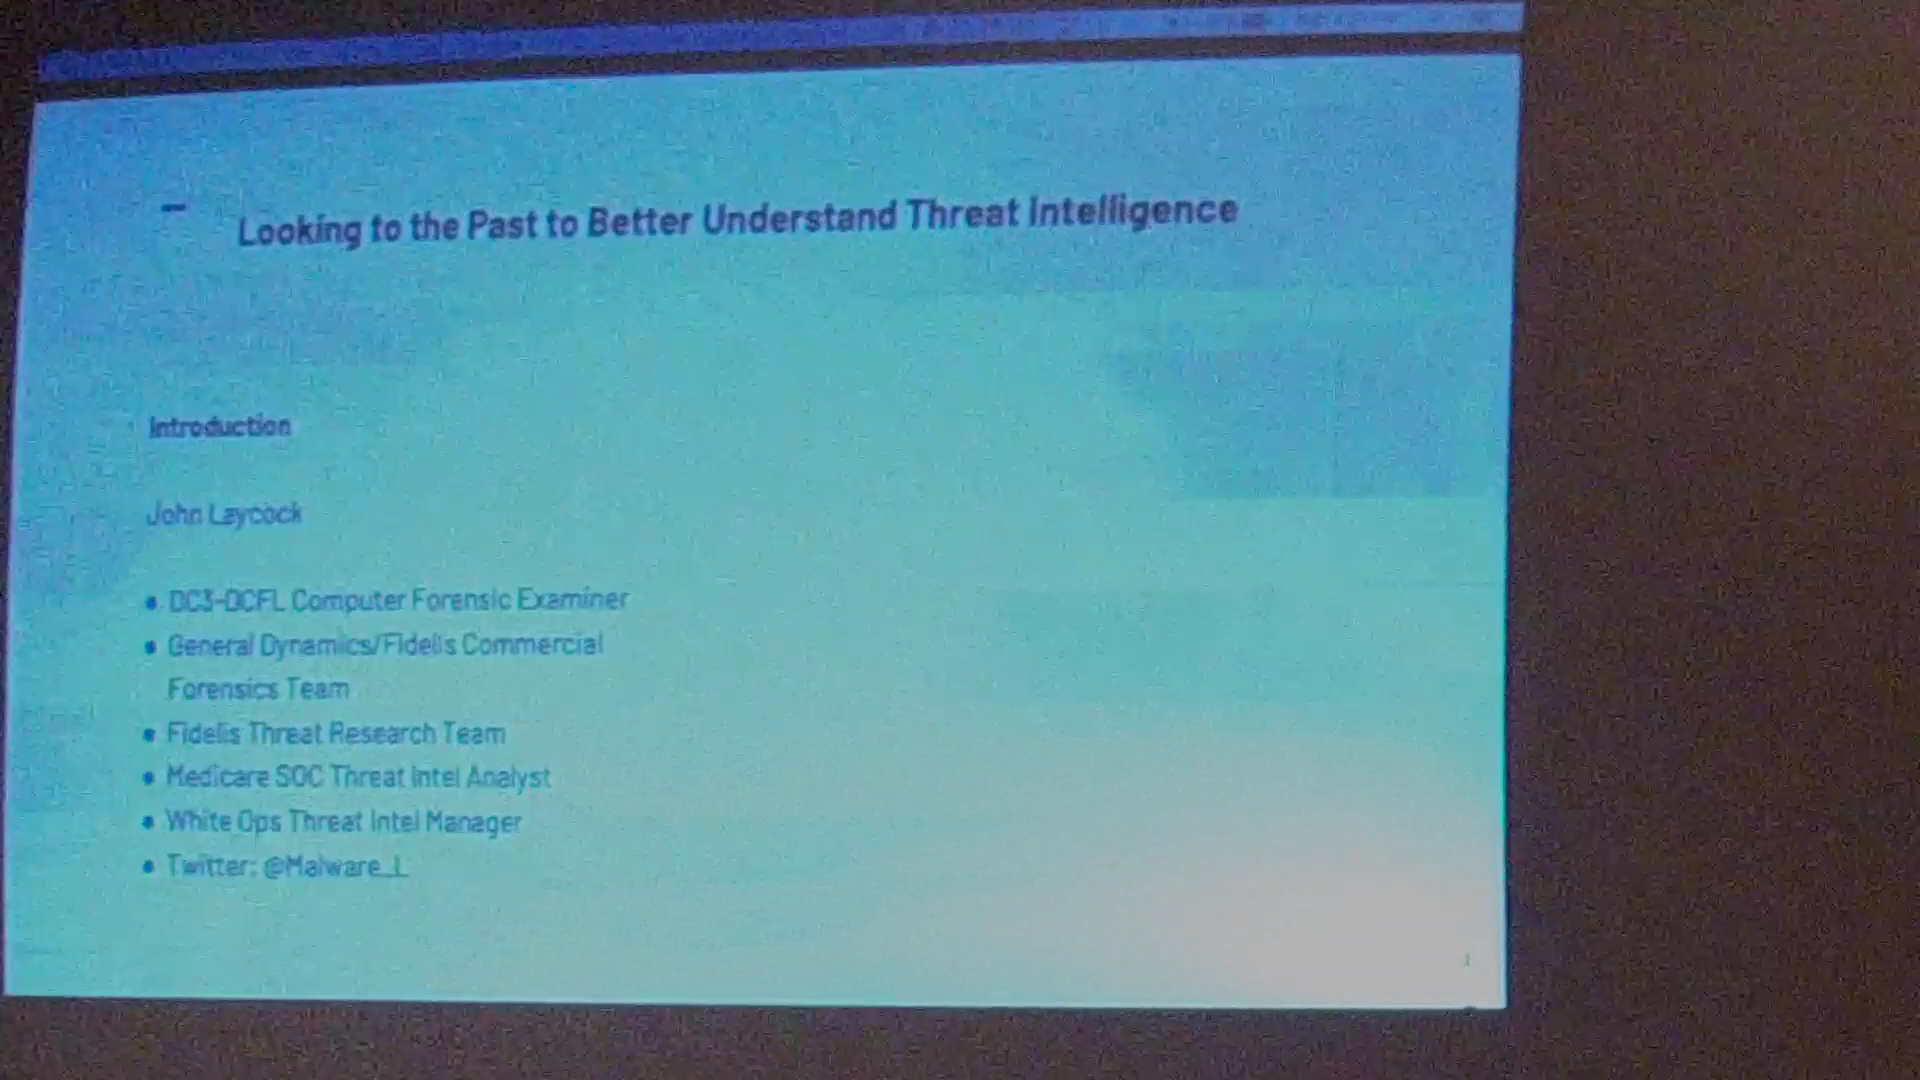 Looking to the Past to Better Understand Threat Intelligence
Introduction
John Laycock
• DC3-DCFL Computer Forensic Examiner
• General Dynamics/Fidelis Commercial
Forensics Team
• Fidelis Threat Research Team
• Medicare SOC Threat Intel Analyst
• White Ops Threat Intel Manager
• Twitter: @Malware_L